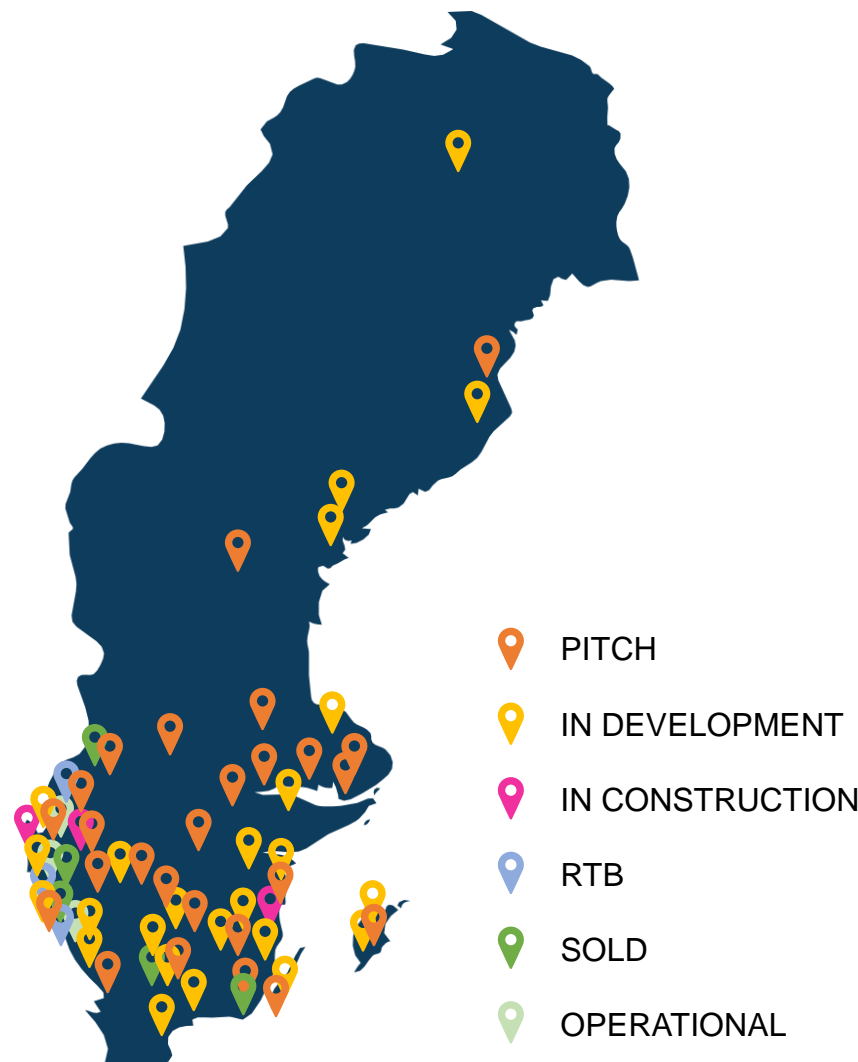 PITCH
IN DEVELOPMENT
IN CONSTRUCTION
RTB
SOLD
OPERATIONAL